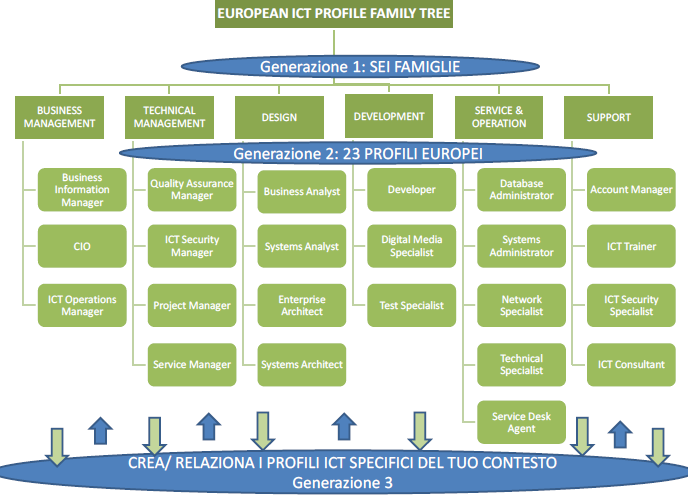 EUROPEAN ICT PROFILE FAMILY TREE
Generazione 1: SEI FAMIGLIE
BUSINESS
MANAGEMENT
TECHNICAL
MANAGEMENT
DESIGN
DEVELOPMENT
SERVICE &
OPERATION
SUPPORT
Generazione 2: 23 PROFILI EUROPEI
Business
Information
Manager
CIO
ICT Operations
Manager
Quality Assurance
Manager
ICT Security
Manager
Project Manager
Service Manager
Business Analyst
Systems Analyst
Enterprise
Architect
Systems Architect
Developer
Digital Media
Specialist
Test Specialist
Database
Administrator
Systems
Administrator
Network
Specialist
Technical
Specialist
Service Desk
Agent
Account Manager
ICT Trainer
ICT Security
Specialist
ICT Consultant
CREA/ RELAZIONA I PROFILI ICT SPECIFICI DEL TUO CONTESTO
Generazione 3